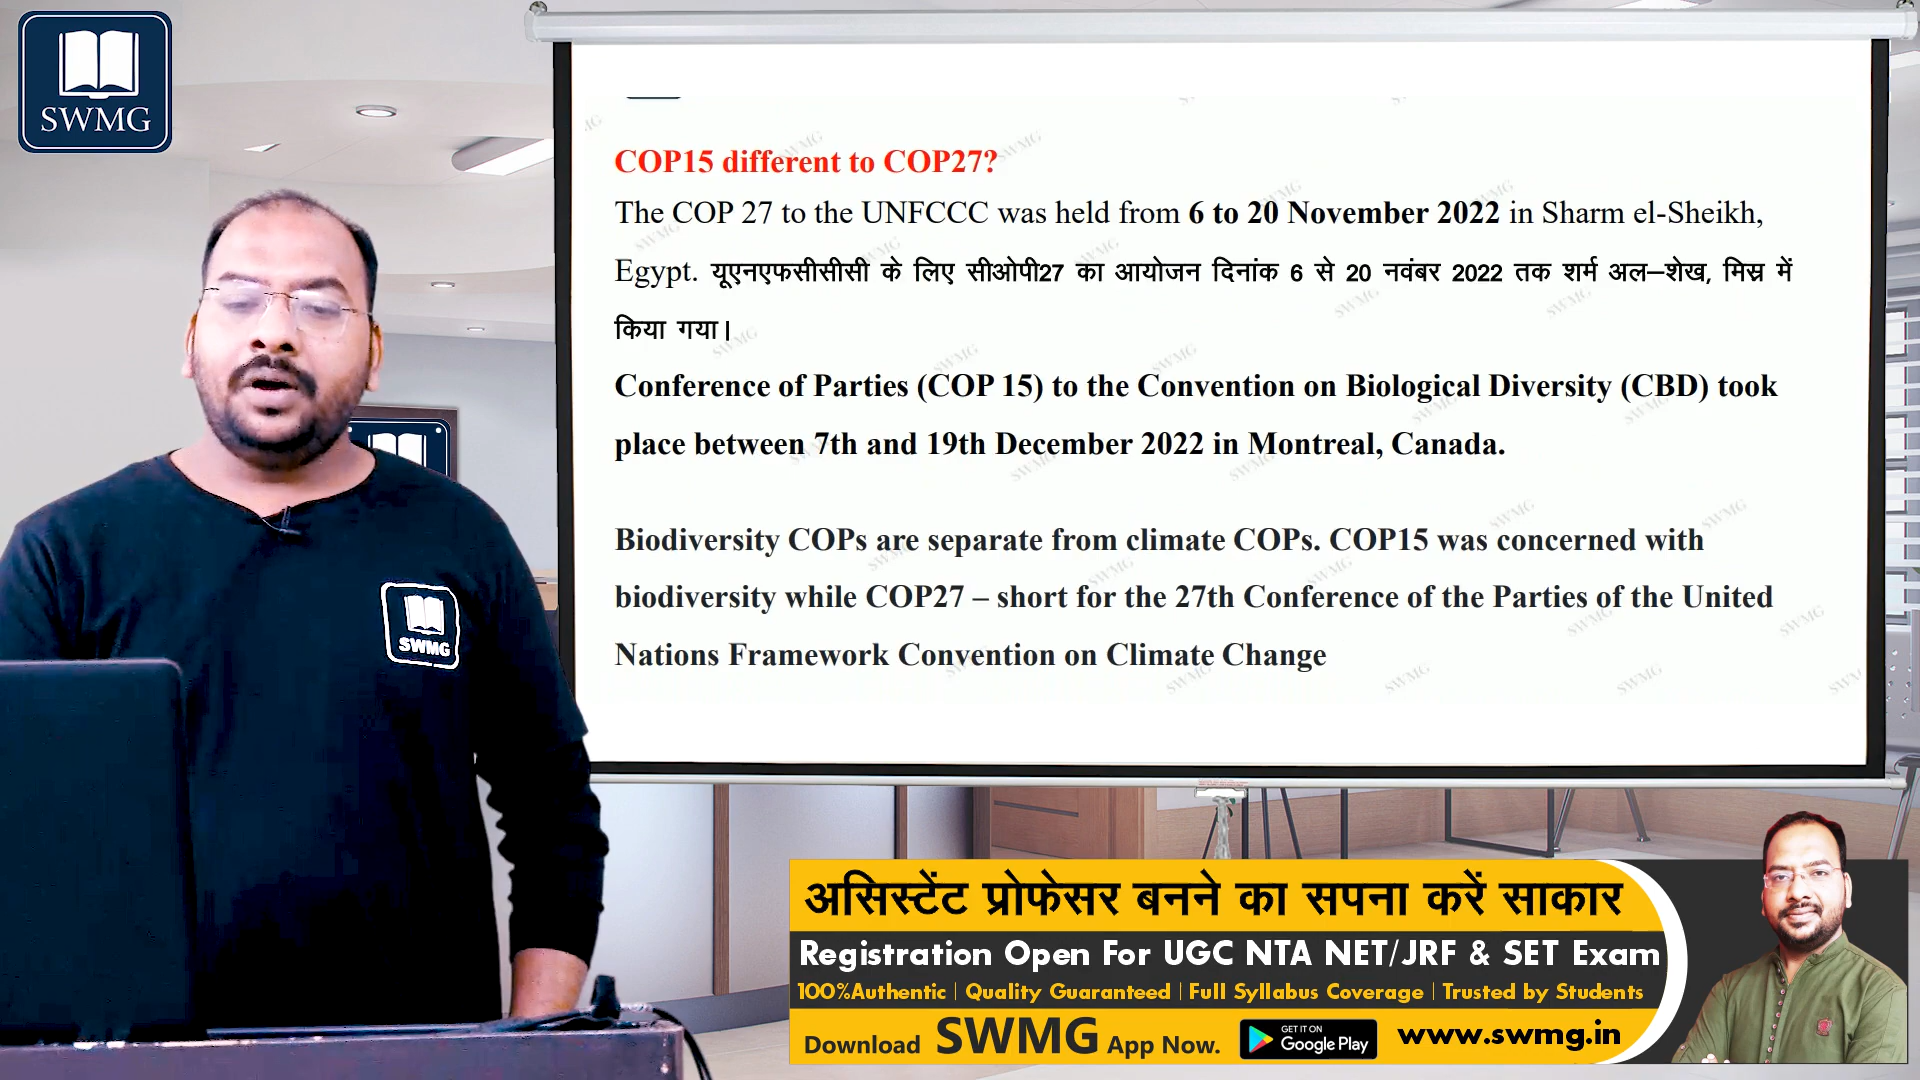 SWMG
COP15 different to COP27?
The COP 27 to the UNFCCC was held from 6 to 20 November 2022 in Sharm el-Sheikh,
Egypt. यूएनएफसीसीसी के लिए सीओपी27 का आयोजन दिनांक 6 से 20 नवंबर 2022 तक शर्म अल–शेख, मिस्र में
किया गया।
Conference of Parties (COP 15) to the Convention on Biological Diversity (CBD) took
place between 7th and 19th December 2022 in Montreal, Canada.
Biodiversity COPs are separate from climate COPs. COP15 was concerned with
biodiversity while COP27 – short for the 27th Conference of the Parties of the United
Nations Framework Convention on Climate Change
SWMG
असिस्टेंट प्रोफेसर बनने का सपना करें साकार
Registration Open For UGC NTA NET/JRF & SET Exam
100%Authentic | Quality Guaranteed | Full Syllabus Coverage | Trusted by Students
Download SWMG App Now. GET IT ON Google Play www.swmg.in